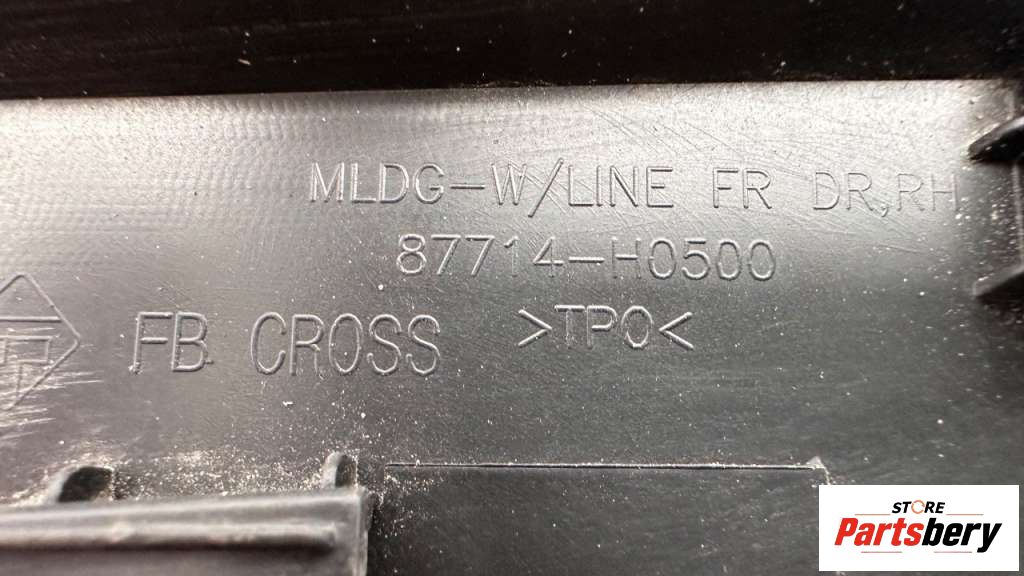 MLDG-W/LINE FR DR,RH
87714-H0500
FB CROSS >TPO<
STORE
Partsbery